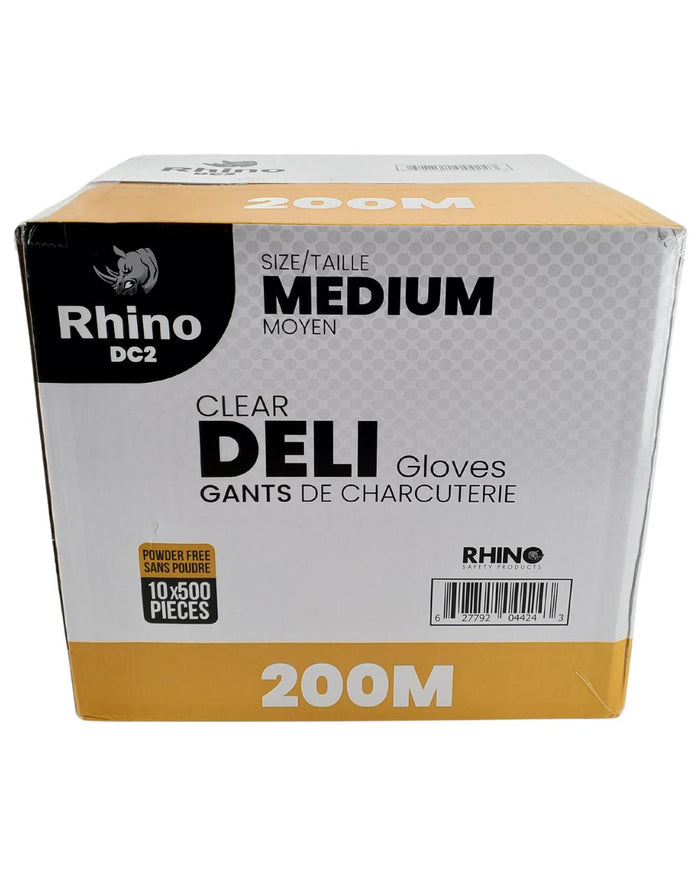 Rhino
DC2
200M
Rhino
DC2
SIZE/TAILLE
MEDIUM
MOYEN
CLEAR
DELI Gloves
GANTS DE CHARCUTERIE
POWDER FREE
SANS POUDRE
10x500
PIECES
RHINO
SAFETY PRODUCTS
6 27792 04424 3
200M